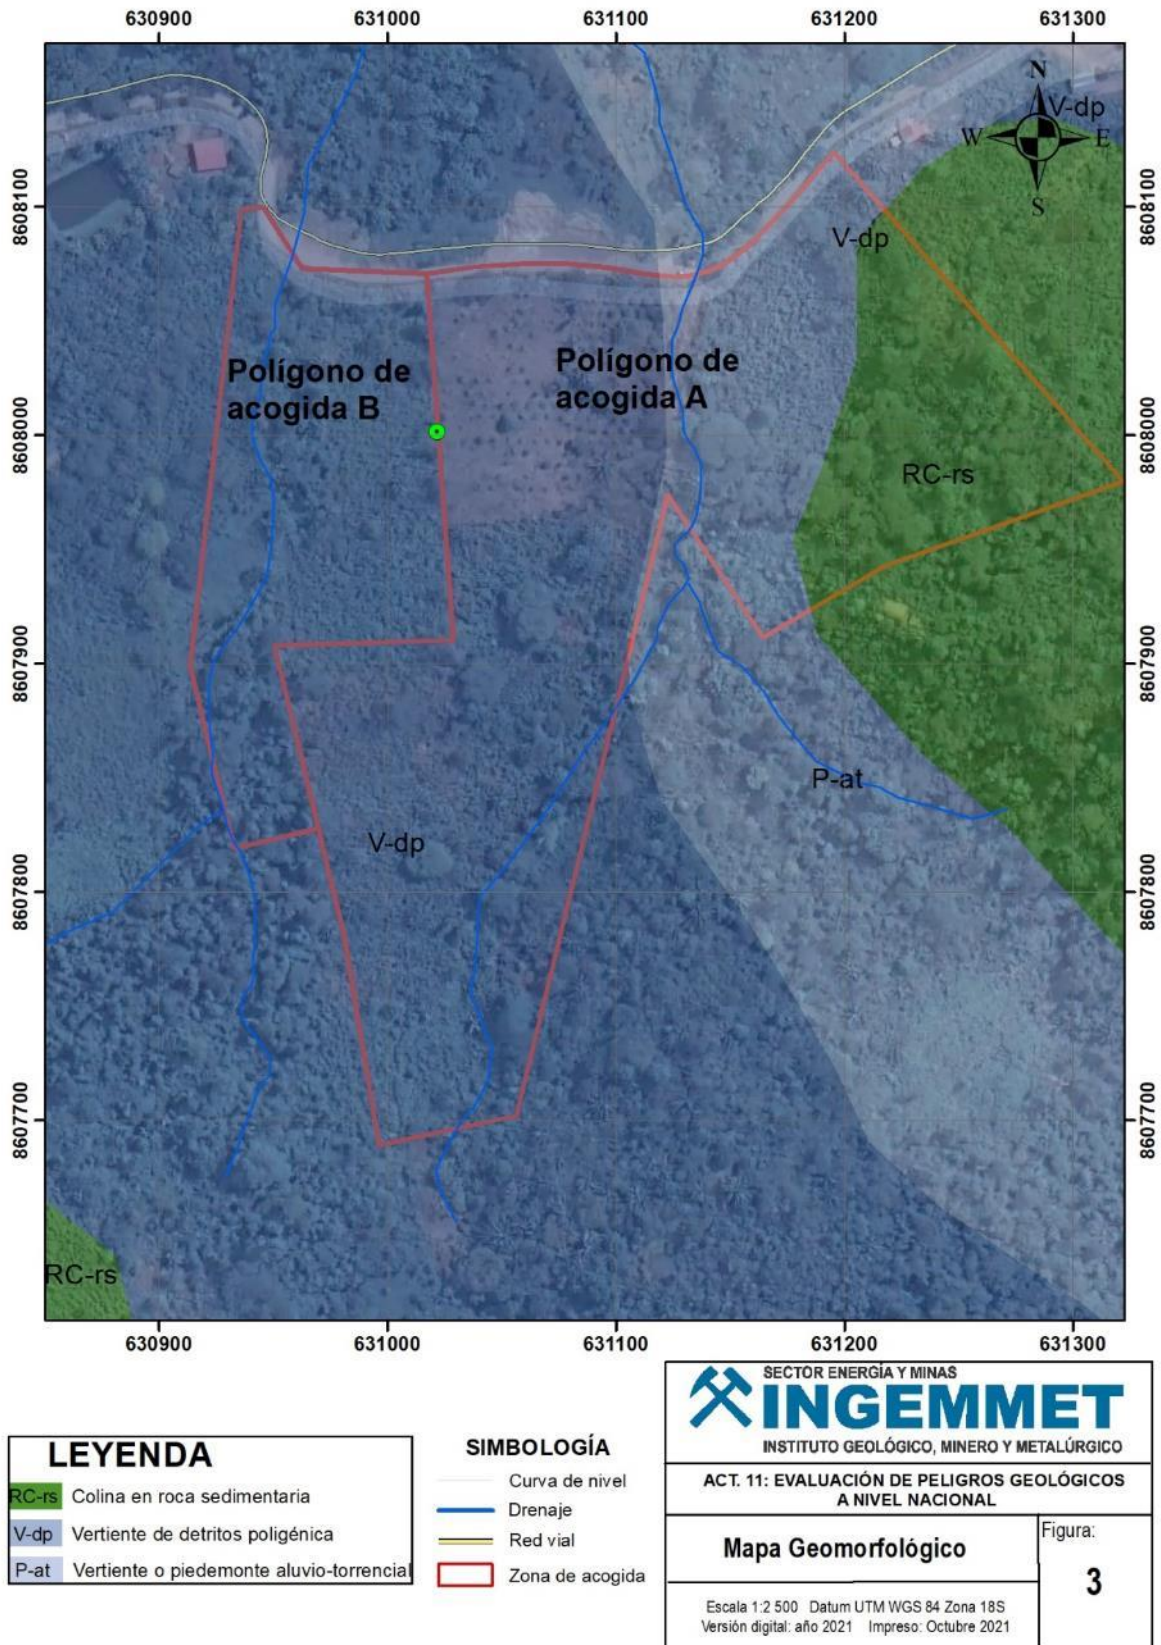 630900 631000 631100 631200 631300
N
V-dp
W E
S
8608100 8608100
V-dp
Polígono de
acogida B
Polígono de
acogida A
8608000 8608000
RC-rs
8607900 8607900
P-at
V-dp
8607800 8607800
8607700 8607700
RC-rs
630900 631000 631100 631200 631300
LEYENDA
RC-rs Colina en roca sedimentaria
V-dp Vertiente de detritos poligénica
P-at Vertiente o piedemonte aluvio-torrencial
SIMBOLOGÍA
Curva de nivel
Drenaje
Red vial
Zona de acogida
SECTOR ENERGÍA Y MINAS
INGEMMET
INSTITUTO GEOLÓGICO, MINERO Y METALÚRGICO
ACT. 11: EVALUACIÓN DE PELIGROS GEOLÓGICOS
A NIVEL NACIONAL
Mapa Geomorfológico
Figura:
3
Escala 1:2 500 Datum UTM WGS 84 Zona 18S
Versión digital: año 2021 Impreso: Octubre 2021